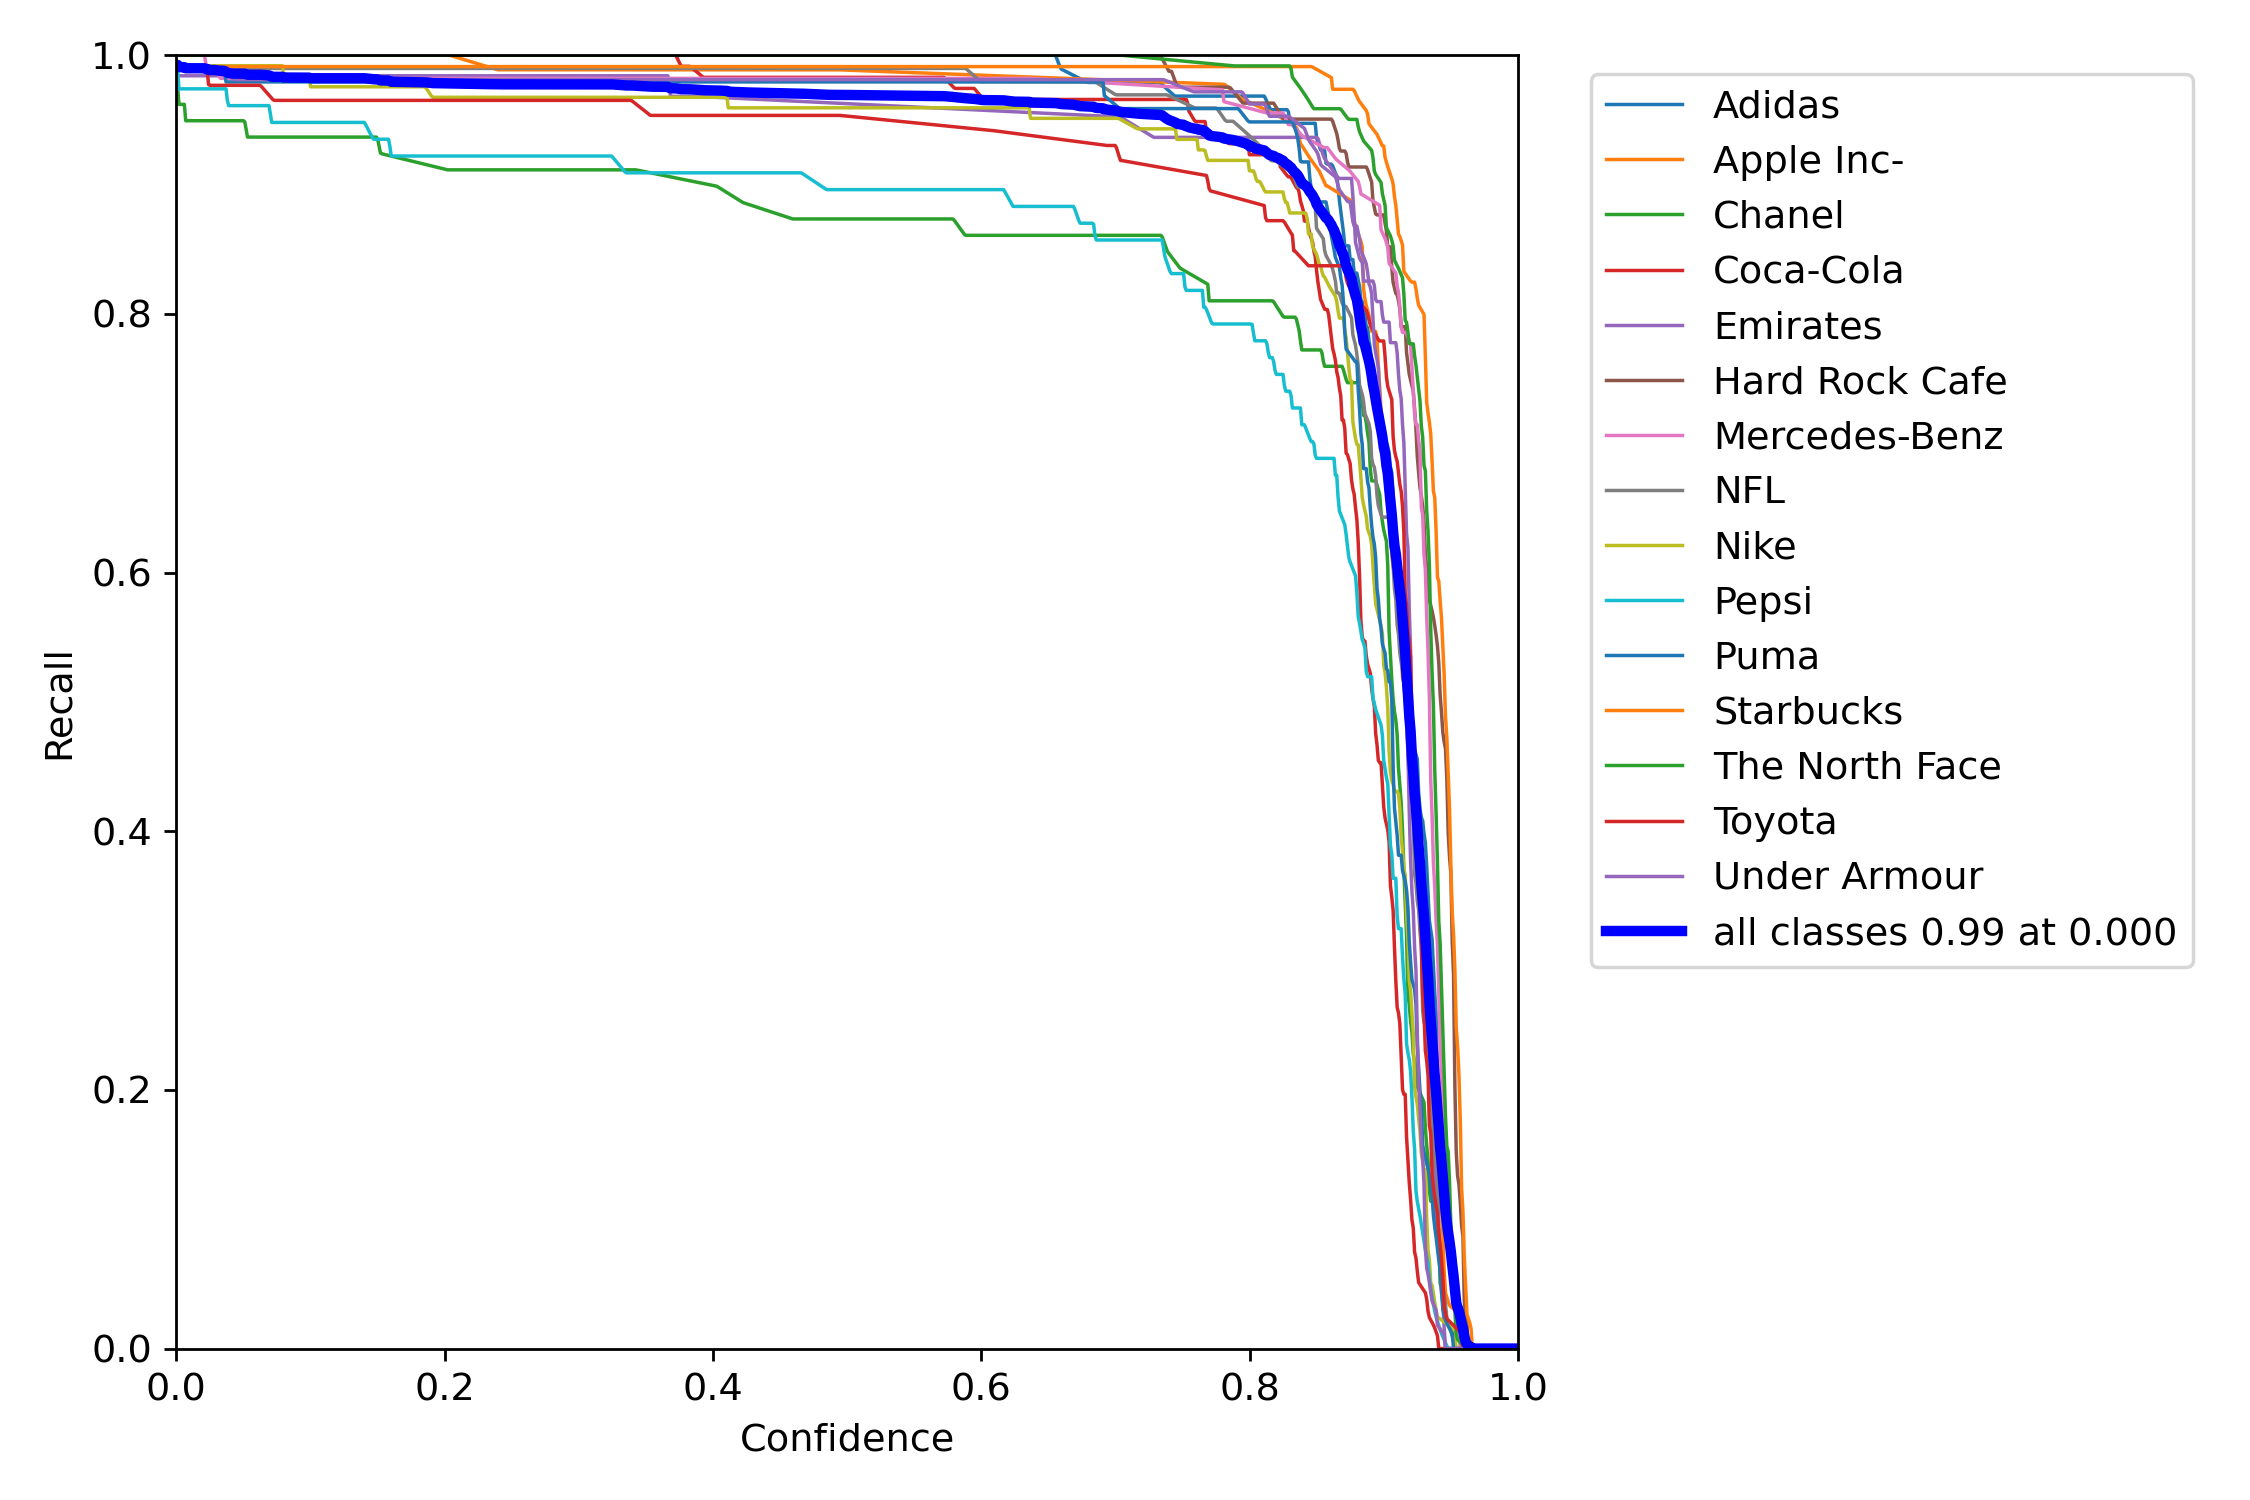 1.0
0.8
0.6
0.4
0.2
0.0
Recall
0.0 0.2 0.4 0.6 0.8 1.0
Confidence
Adidas
Apple Inc-
Chanel
Coca-Cola
Emirates
Hard Rock Cafe
Mercedes-Benz
NFL
Nike
Pepsi
Puma
Starbucks
The North Face
Toyota
Under Armour
all classes 0.99 at 0.000